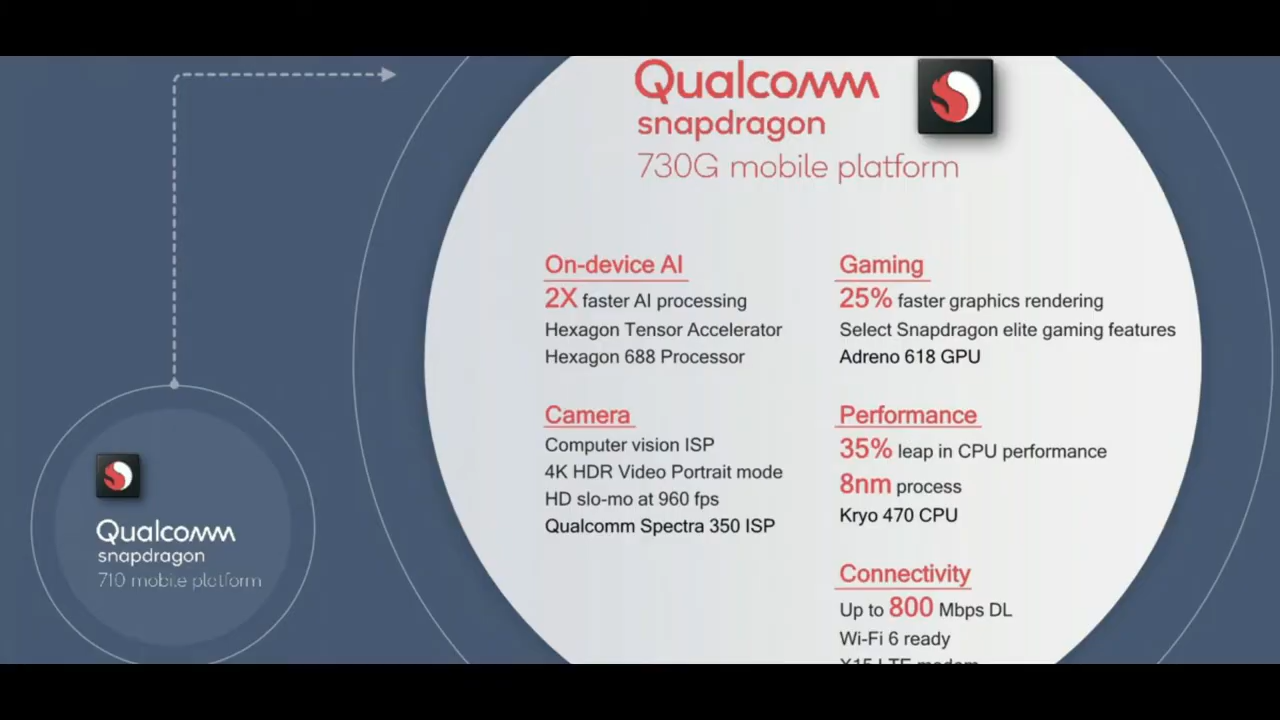 Qualcomm
snapdragon
730G mobile platform
On-device AI
2X faster AI processing
Hexagon Tensor Accelerator
Hexagon 688 Processor
Camera
Computer vision ISP
4K HDR Video Portrait mode
HD slo-mo at 960 fps
Qualcomm Spectra 350 ISP
Gaming
25% faster graphics rendering
Select Snapdragon elite gaming features
Adreno 618 GPU
Performance
35% leap in CPU performance
8nm process
Kryo 470 CPU
Connectivity
Up to 800 Mbps DL
Wi-Fi 6 ready
X15 LTE modem
Qualcomm
snapdragon
710 mobile platform